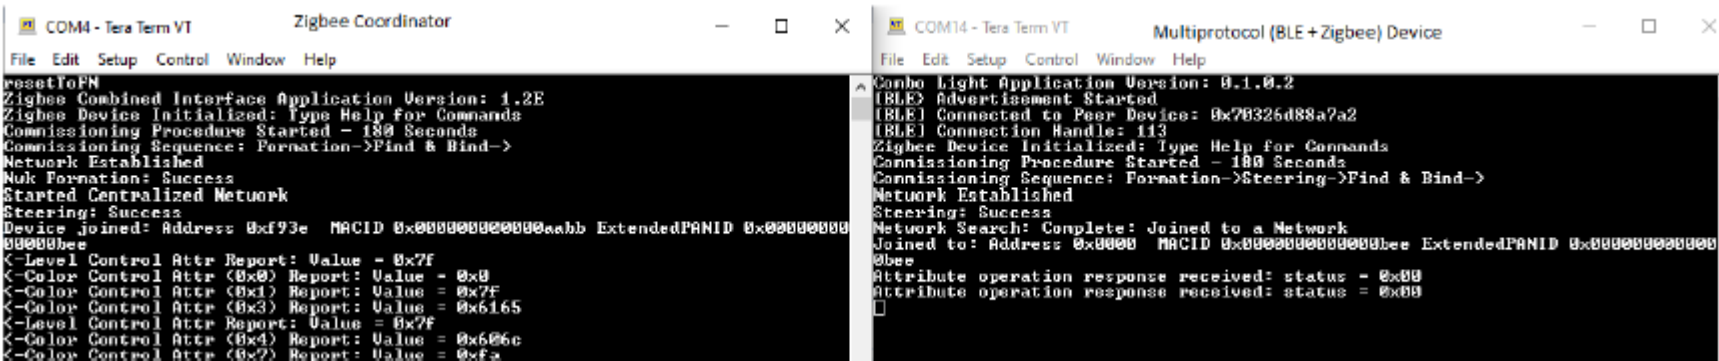 COM4 - Tera Term VT
Zigbee Coordinator
File Edit Setup Control Window Help
resetToFN
Zigbee Combined Interface Application Version: 1.2E
Zigbee Device Initialized: Type Help for Commands
Commissioning Procedure Started - 180 Seconds
Commissioning Sequence: Formation->Find & Bind->
Network Established
Nwk Formation: Success
Started Centralized Network
Steering: Success
Device joined: Address 0xf93e MACID 0x000000000000aabb ExtendedPANID 0x00000000
00000bee
<-Level Control Attr Report: Value = 0x7f
<-Color Control Attr (0x0) Report: Value = 0x0
<-Color Control Attr (0x1) Report: Value = 0x7f
<-Color Control Attr (0x3) Report: Value = 0x6165
<-Level Control Attr Report: Value = 0x7f
<-Color Control Attr (0x4) Report: Value = 0x606c
<-Color Control Attr (0x7) Report: Value = 0xfa
COM14 - Tera Term VT
Multiprotocol (BLE + Zigbee) Device
File Edit Setup Control Window Help
Combo Light Application Version: 0.1.0.2
[BLE> Advertisement Started
[BLE] Connected to Peer Device: 0x70326d88a7a2
[BLE] Connection Handle: 113
Zigbee Device Initialized: Type Help for Commands
Commissioning Procedure Started - 180 Seconds
Commissioning Sequence: Formation->Steering->Find & Bind->
Network Established
Steering: Success
Network Search: Complete: Joined to a Network
Joined to: Address 0x0000 MACID 0x0000000000000bee ExtendedPANID 0x000000000000
0bee
Attribute operation response received: status = 0x00
Attribute operation response received: status = 0x00